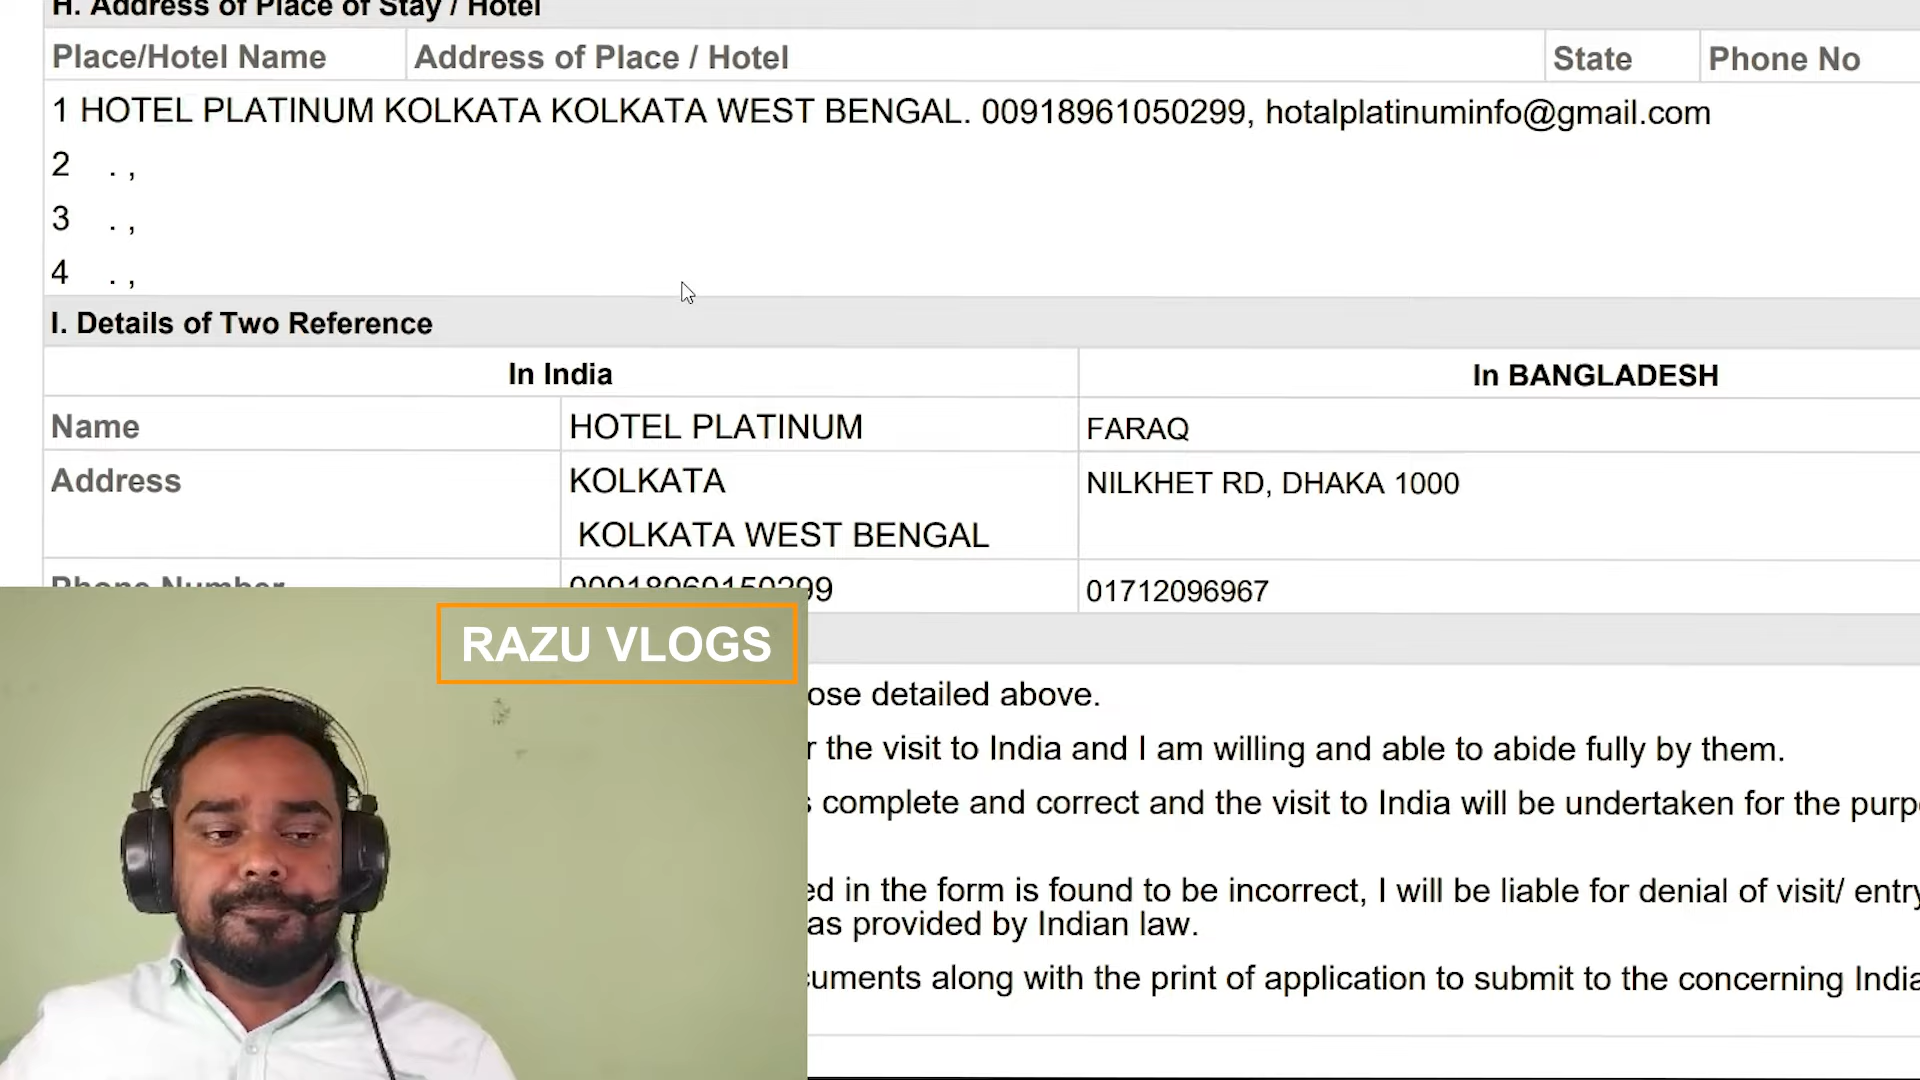 H. Address of Place of Stay / Hotel
Place/Hotel Name Address of Place / Hotel State Phone No
1 HOTEL PLATINUM KOLKATA KOLKATA WEST BENGAL. 00918961050299, hotalplatinuminfo@gmail.com
2 . ,
3 . ,
4 . ,
I. Details of Two Reference
In India In BANGLADESH
Name HOTEL PLATINUM FARAQ
Address KOLKATA NILKHET RD, DHAKA 1000
KOLKATA WEST BENGAL
Phone Number 00918960150299 01712096967
RAZU VLOGS
ose detailed above.
r the visit to India and I am willing and able to abide fully by them.
s complete and correct and the visit to India will be undertaken for the purp
ed in the form is found to be incorrect, I will be liable for denial of visit/ entry
as provided by Indian law.
cuments along with the print of application to submit to the concerning India